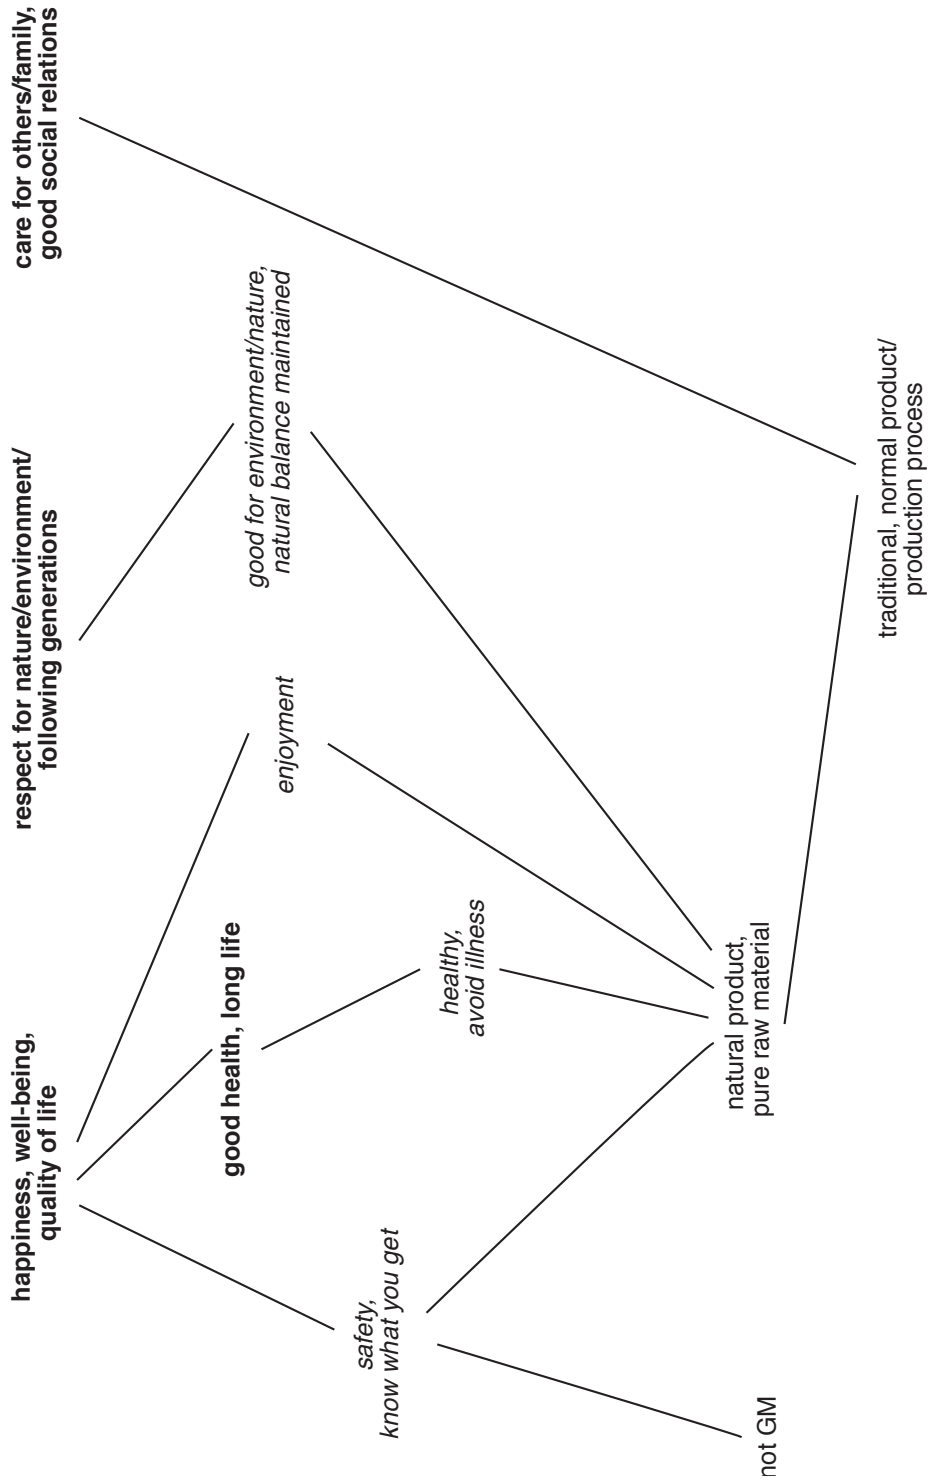 happiness, well-being,
quality of life
respect for nature/environment/
following generations
care for others/family,
good social relations
good health, long life
enjoyment
good for environment/nature,
natural balance maintained
safety,
know what you get
healthy,
avoid illness
not GM
natural product,
pure raw material
traditional, normal product/
production process